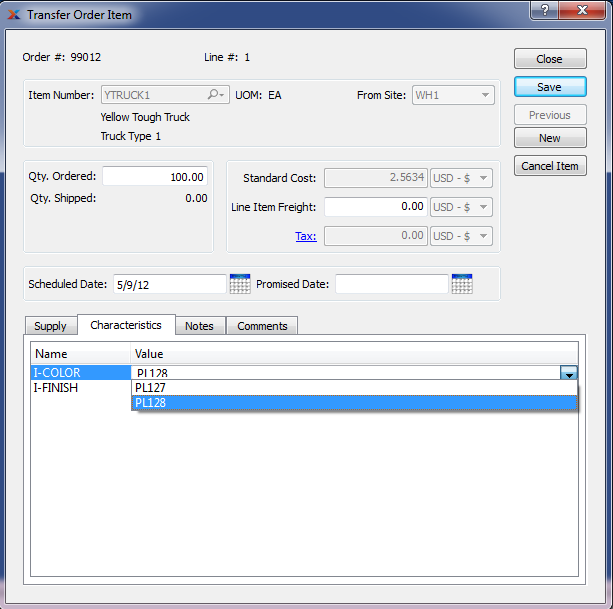 Transfer Order Item
?
Order #: 99012 Line #: 1 Close
Item Number: YTRUCK1 UOM: EA From Site: WH1 Save
Yellow Tough Truck Previous
Truck Type 1 New
Qty. Ordered: 100.00 Standard Cost: 2.5634 USD - $ Cancel Item
Qty. Shipped: 0.00 Line Item Freight: 0.00 USD - $
Tax: 0.00 USD - $
Scheduled Date: 5/9/12 Promised Date:
Supply Characteristics Notes Comments
Name Value
I-COLOR PL128
I-FINISH PL127
PL128